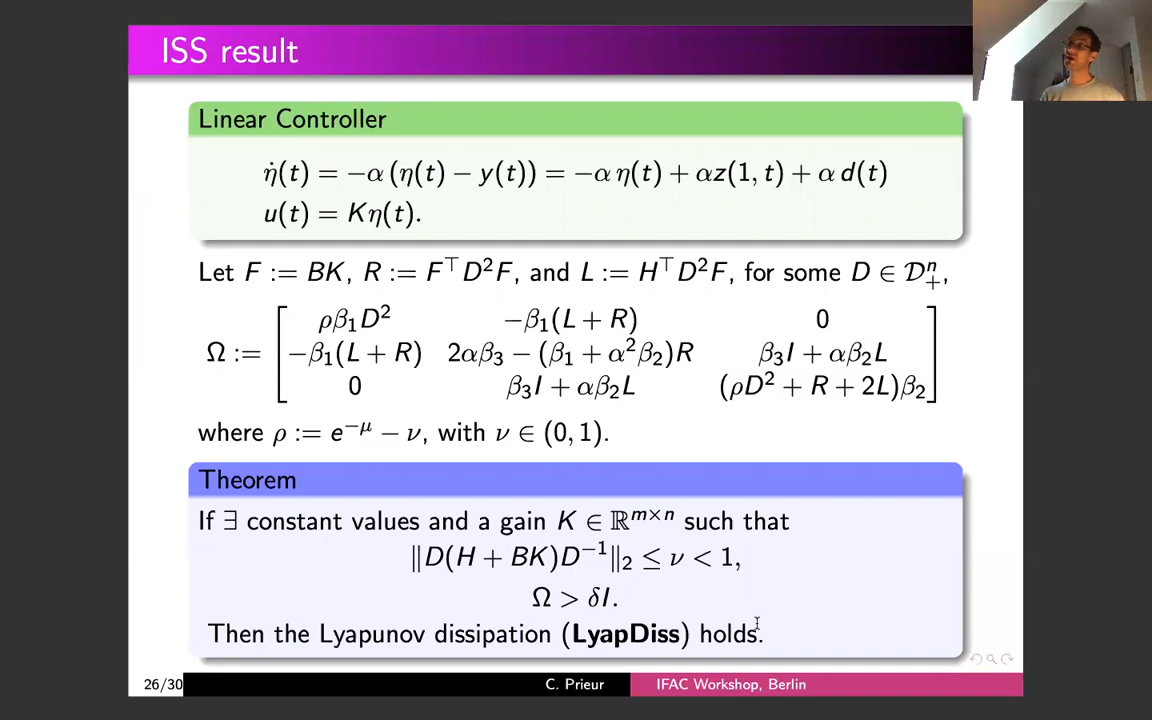 ISS result
Linear Controller
η̇(t) = −α (η(t) − y(t)) = −α η(t) + αz(1, t) + α d(t)
u(t) = Kη(t).
Let F := BK, R := F⊤D²F, and L := H⊤D²F, for some D ∈ 𝒟₊ⁿ,
ρβ₁D² −β₁(L + R) 0
Ω := −β₁(L + R) 2αβ₃ − (β₁ + α²β₂)R β₃I + αβ₂L
0 β₃I + αβ₂L (ρD² + R + 2L)β₂
where ρ := e^{−μ} − ν, with ν ∈ (0, 1).
Theorem
If ∃ constant values and a gain K ∈ ℝ^{m×n} such that
‖D(H + BK)D⁻¹‖₂ ≤ ν < 1,
Ω > δI.
Then the Lyapunov dissipation (LyapDiss) holds.
26/30 C. Prieur IFAC Workshop, Berlin